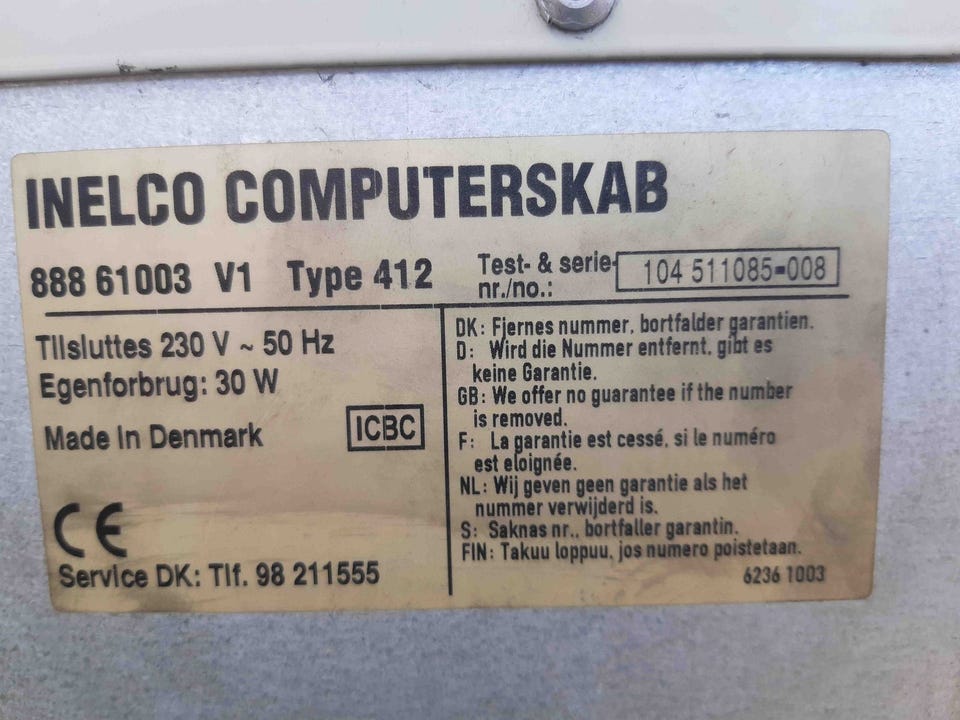 INELCO COMPUTERSKAB
888 61003 V1 Type 412
Test- & serie-
nr./no.:
104 511085-008
Tilsluttes 230 V ~ 50 Hz
Egenforbrug: 30 W
Made In Denmark
ICBC
CE
Service DK: Tlf. 98 211555
DK: Fjernes nummer, bortfalder garantien.
D: Wird die Nummer entfernt, gibt es
keine Garantie.
GB: We offer no guarantee if the number
is removed.
F: La garantie est cessé, si le numéro
est eloignée.
NL: Wij geven geen garantie als het
nummer verwijderd is.
S: Saknas nr., bortfaller garantin.
FIN: Takuu loppuu, jos numero poistetaan.
6236 1003